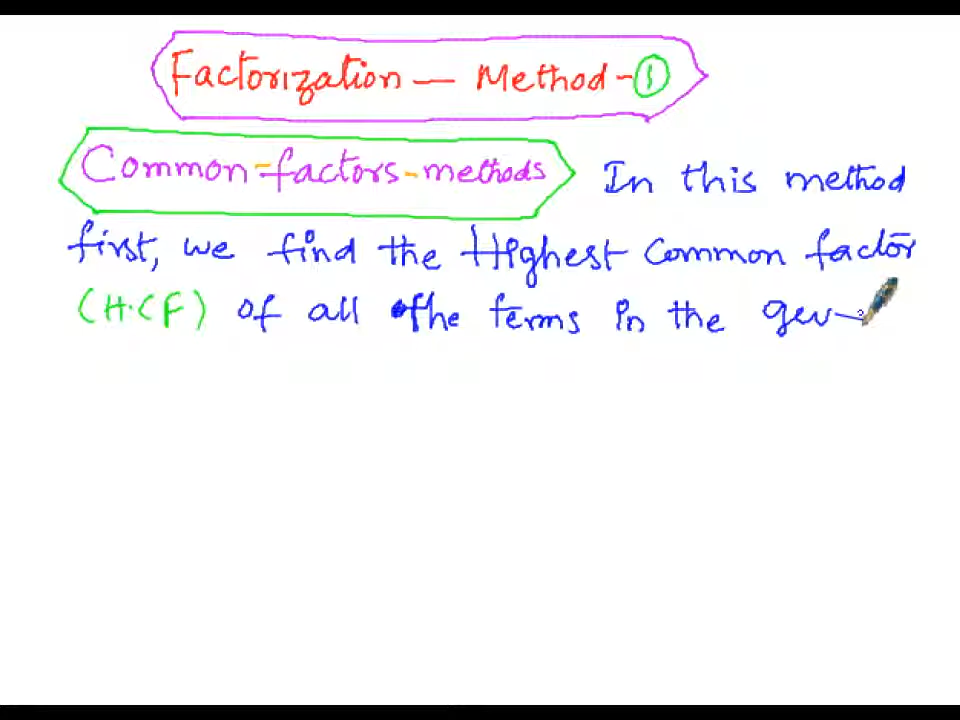 Factorization — Method - 1
Common-factors-methods In this method
first, we find the Highest Common factor
(H.CF) of all the terms in the